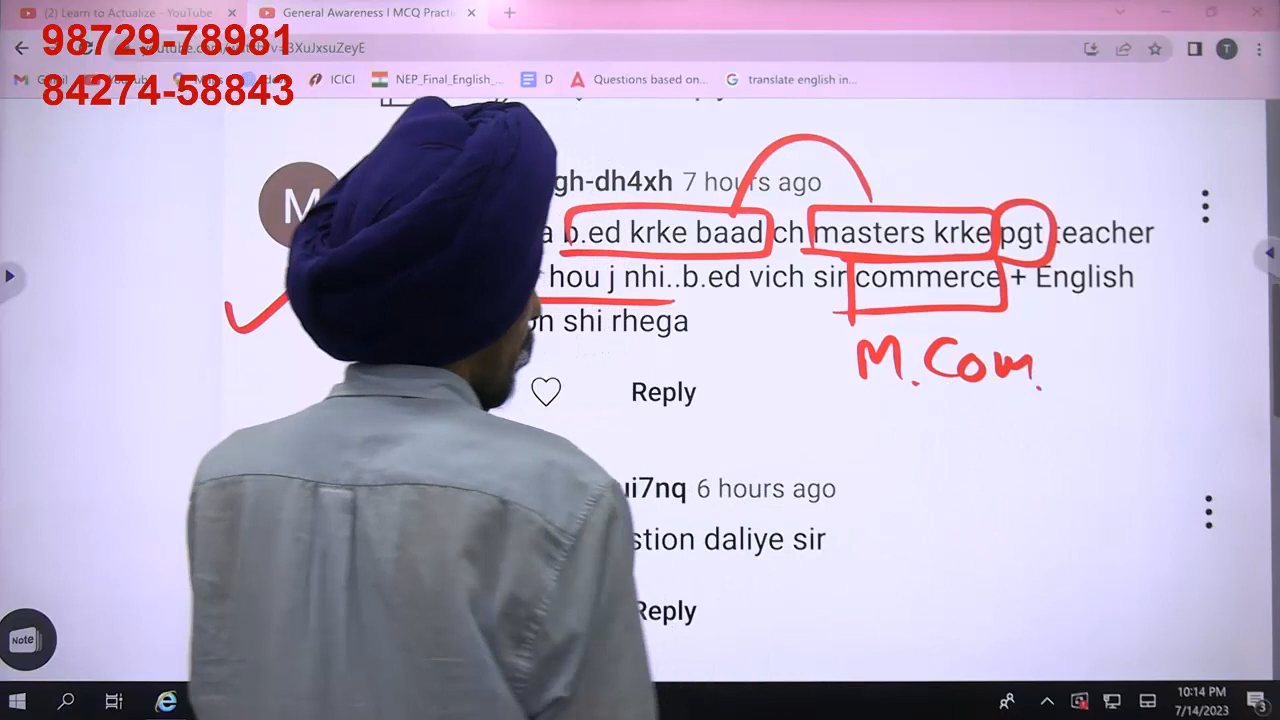 (2) Learn to Actualize - YouTube
General Awareness l MCQ Practi
98729-78981
84274-58843
ICICI
NEP_Final_English_...
D
Questions based on...
translate english in...
M
gh-dh4xh 7 hours ago
b.ed krke baad ch masters krke pgt teacher
hou j nhi..b.ed vich sir commerce + English
shi rhega
M.Com.
Reply
ui7nq 6 hours ago
stion daliye sir
Reply
Note
10:14 PM
7/14/2023
3